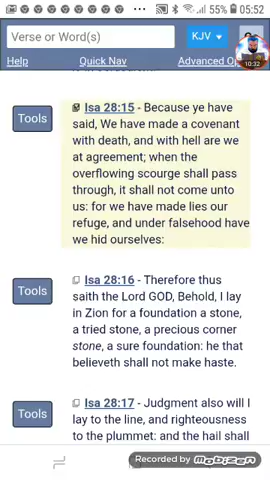 55% 05:52
Verse or Word(s)
KJV
10:32
Help Quick Nav Advanced Op
Tools
Isa 28:15 - Because ye have
said, We have made a covenant
with death, and with hell are we
at agreement; when the
overflowing scourge shall pass
through, it shall not come unto
us: for we have made lies our
refuge, and under falsehood have
we hid ourselves:
Tools
Isa 28:16 - Therefore thus
saith the Lord GOD, Behold, I lay
in Zion for a foundation a stone,
a tried stone, a precious corner
stone, a sure foundation: he that
believeth shall not make haste.
Tools
Isa 28:17 - Judgment also will I
lay to the line, and righteousness
to the plummet: and the hail shall
Recorded by MOBIZEN